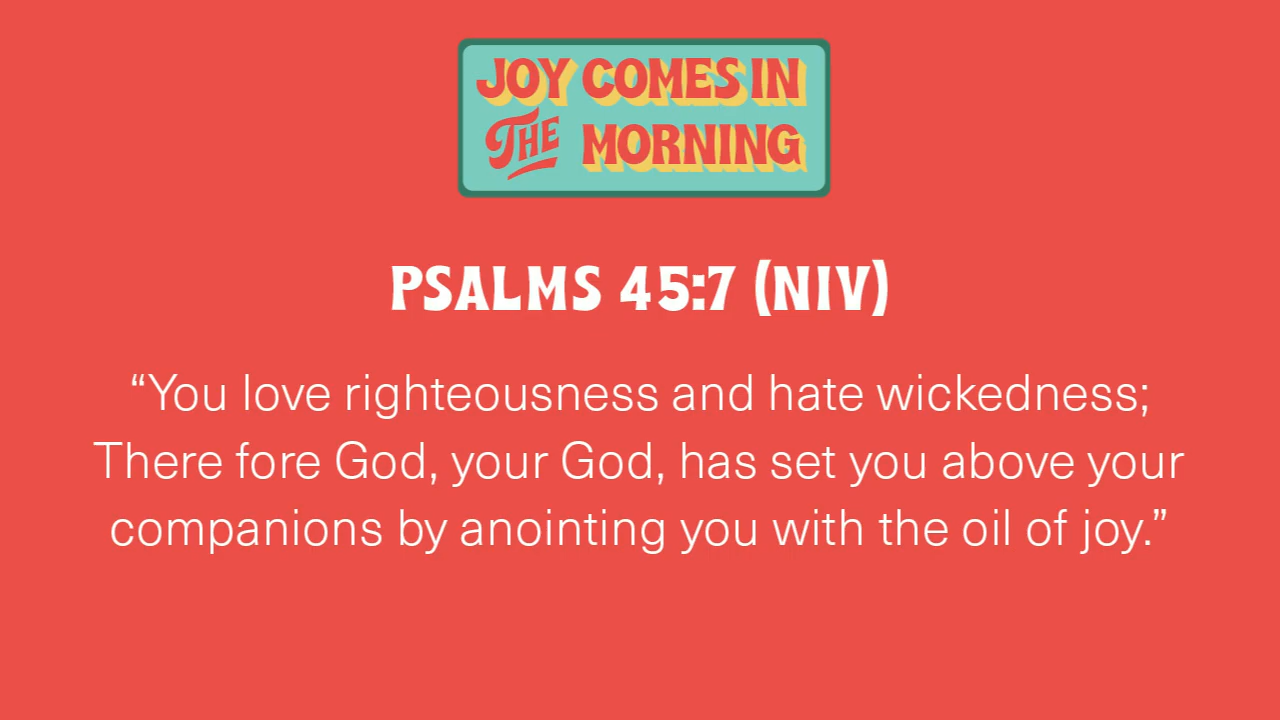 JOY COMES IN
THE MORNING
PSALMS 45:7 (NIV)
“You love righteousness and hate wickedness;
There fore God, your God, has set you above your
companions by anointing you with the oil of joy.”